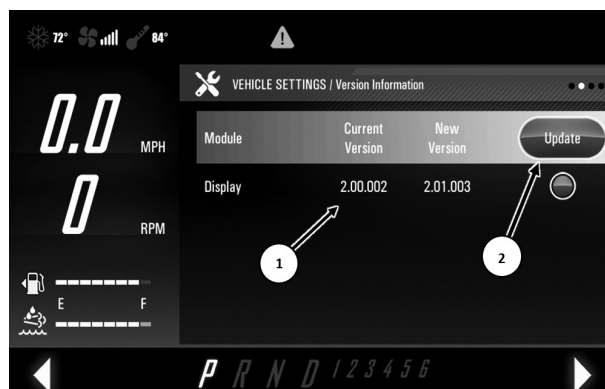 72° 84°
VEHICLE SETTINGS / Version Information
0.0 MPH
Module Current Version New Version Update
Display 2.00.002 2.01.003
0 RPM
1
2
E F
P R N D 1 2 3 4 5 6